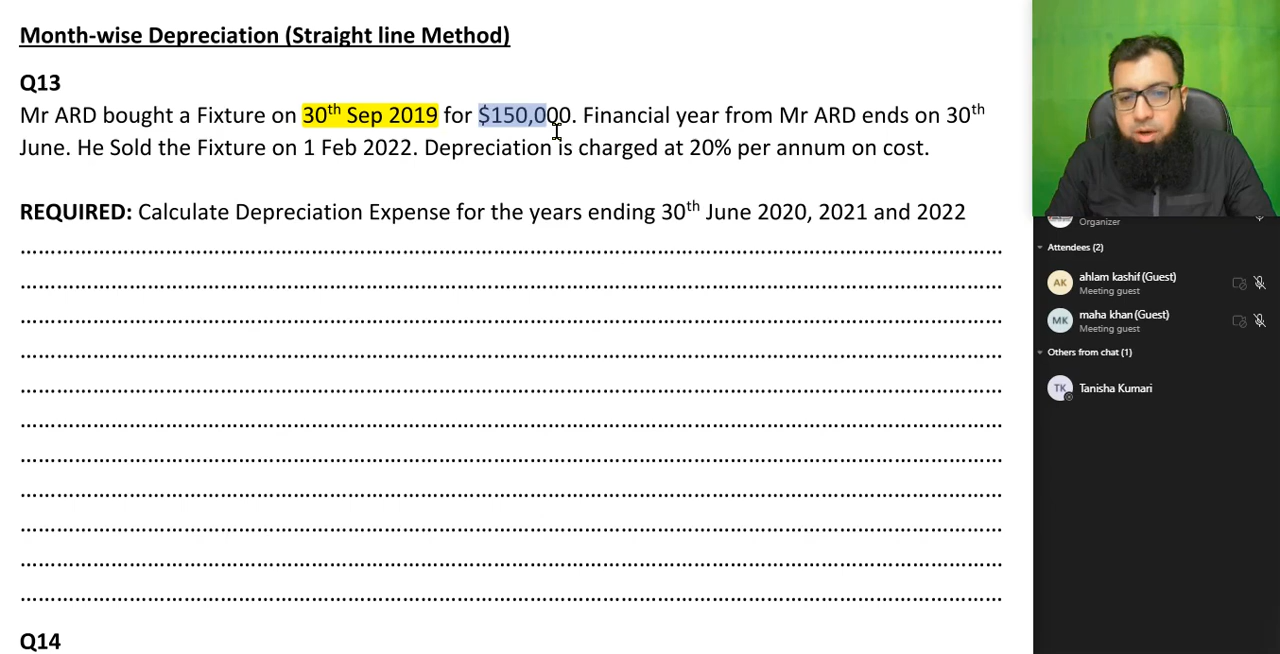 Month-wise Depreciation (Straight line Method)
Q13
Mr ARD bought a Fixture on 30th Sep 2019 for $150,000. Financial year from Mr ARD ends on 30th
June. He Sold the Fixture on 1 Feb 2022. Depreciation is charged at 20% per annum on cost.
REQUIRED: Calculate Depreciation Expense for the years ending 30th June 2020, 2021 and 2022
Q14
Organizer
Attendees (2)
AK
ahlam kashif (Guest)
Meeting guest
MK
maha khan (Guest)
Meeting guest
Others from chat (1)
TK
Tanisha Kumari